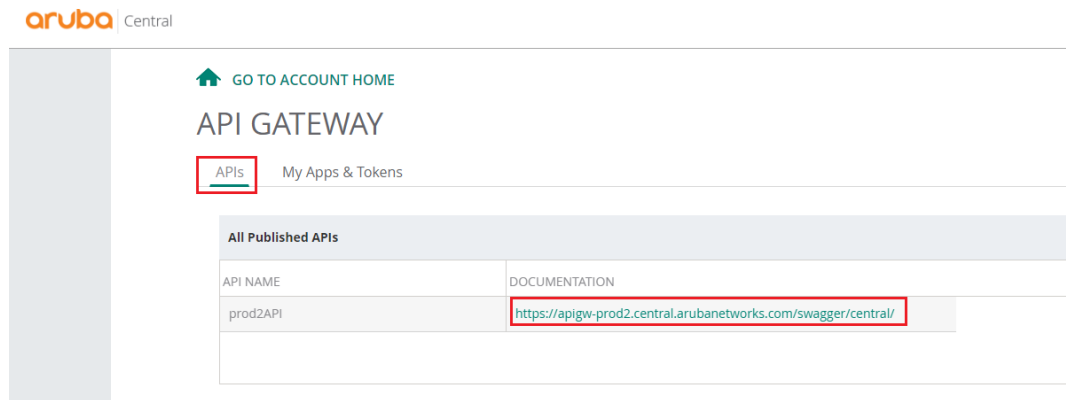 aruba Central
GO TO ACCOUNT HOME
API GATEWAY
APIs My Apps & Tokens
All Published APIs
API NAME DOCUMENTATION
prod2API https://apigw-prod2.central.arubanetworks.com/swagger/central/